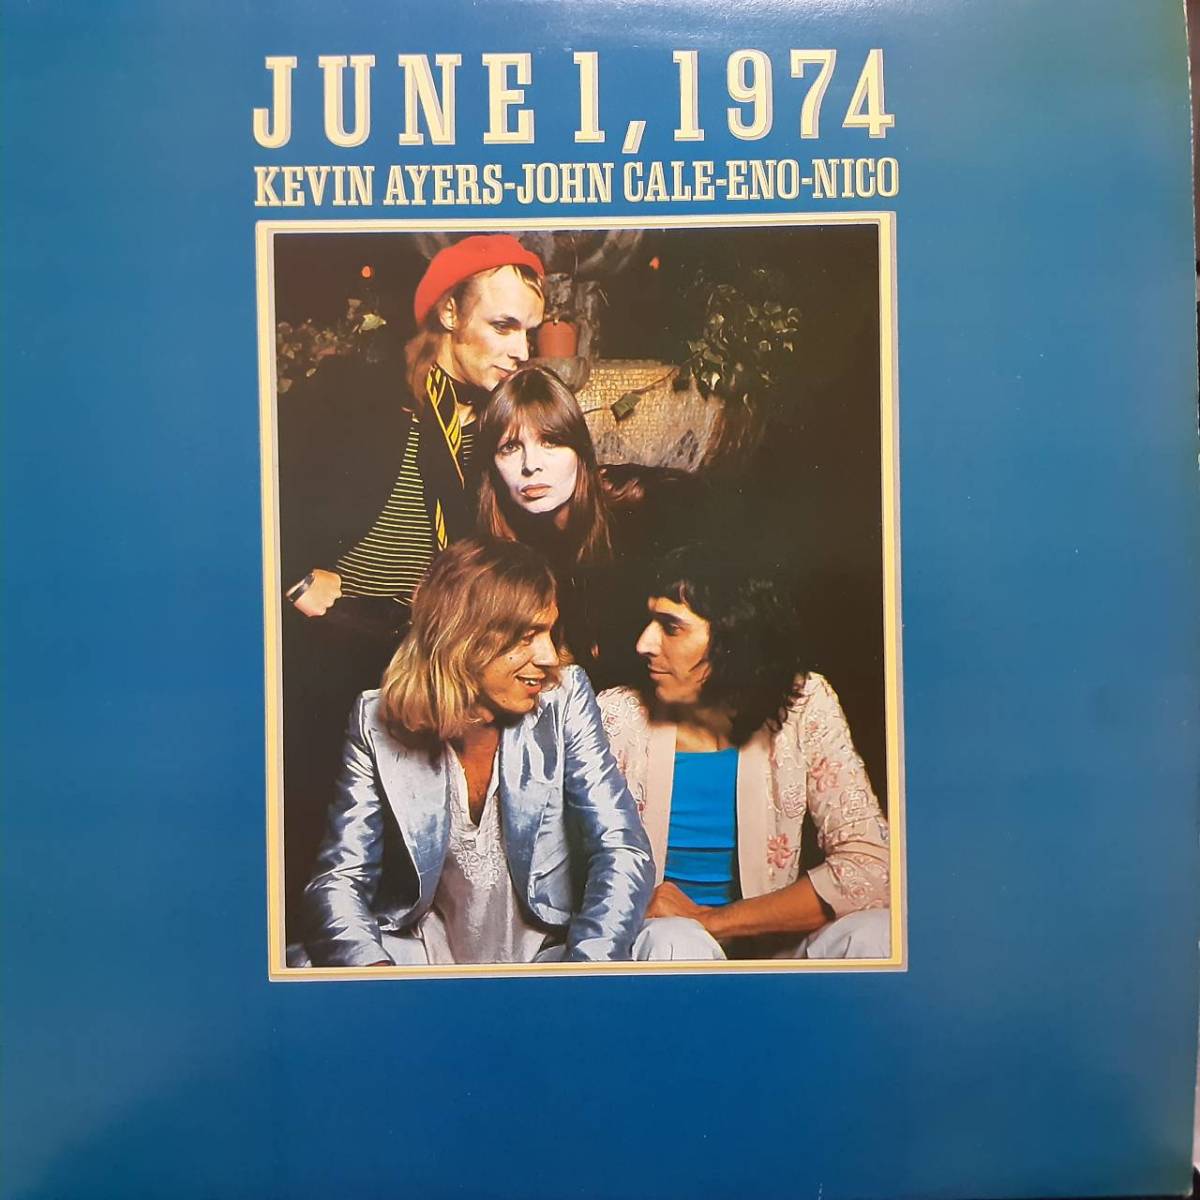 JUNE 1, 1974
KEVIN AYERS-JOHN CALE-ENO-NICO